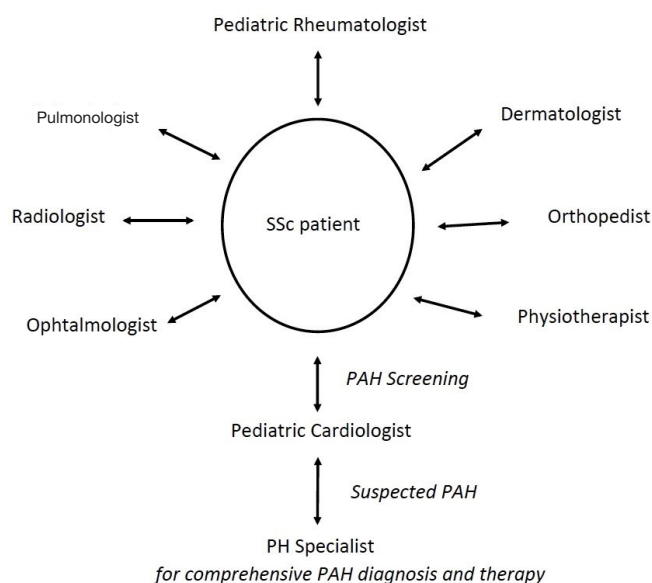 Pediatric Rheumatologist
Pulmonologist
Dermatologist
Radiologist
SSc patient
Orthopedist
Ophtalmologist
Physiotherapist
PAH Screening
Pediatric Cardiologist
Suspected PAH
PH Specialist
for comprehensive PAH diagnosis and therapy